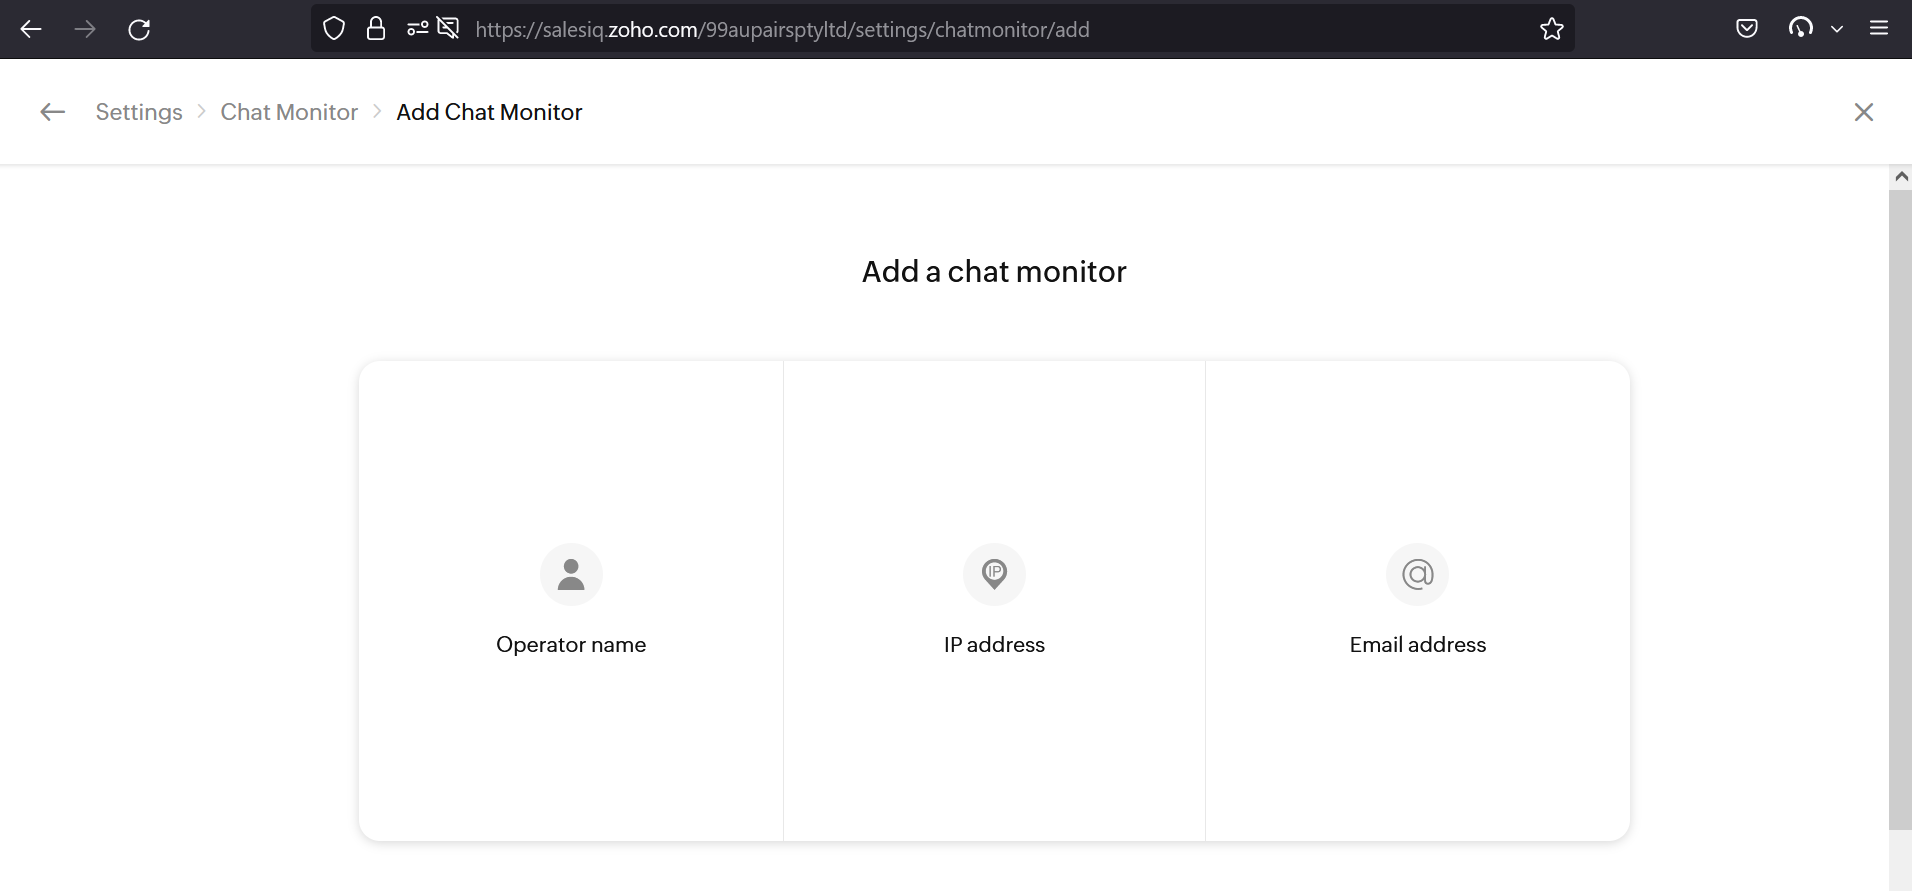 https://salesiq.zoho.com/99aupairsptyltd/settings/chatmonitor/add
Settings > Chat Monitor > Add Chat Monitor
Add a chat monitor
Operator name
IP
IP address
@
Email address